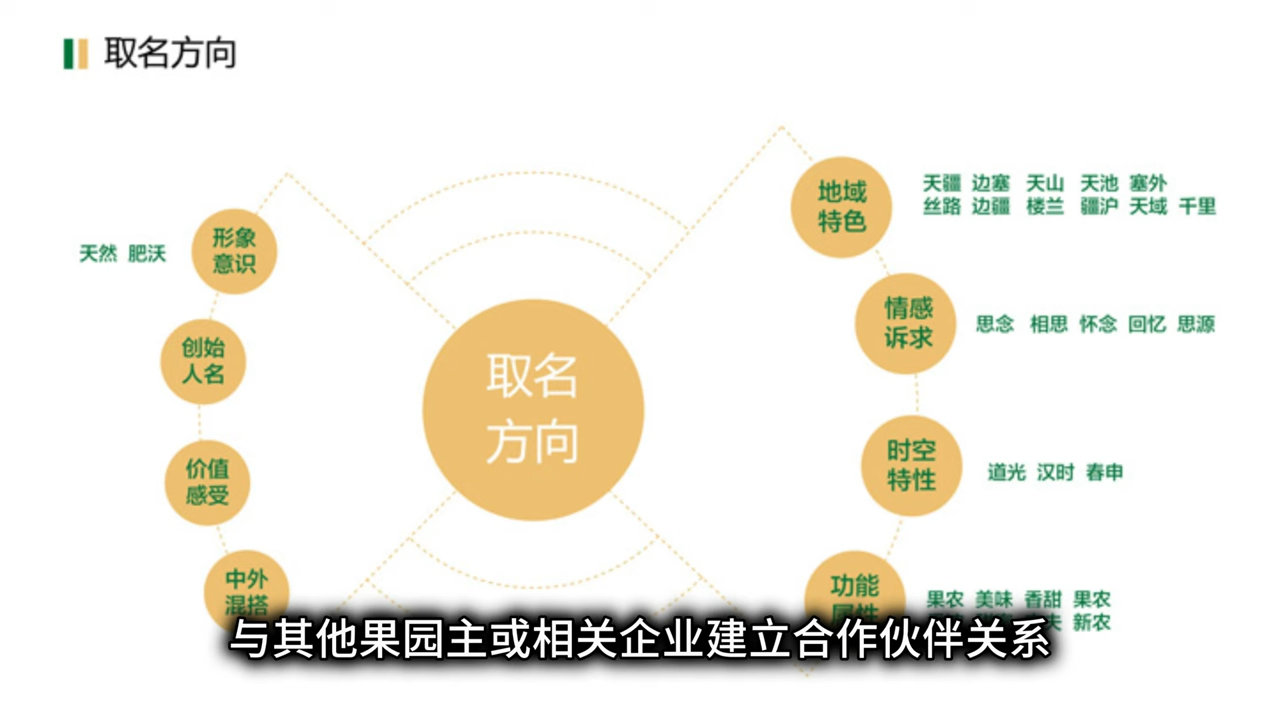 取名方向
形象
意识
天然 肥沃
创始
人名
价值
感受
中外
混搭
取名
方向
地域
特色
天疆 边塞 天山 天池 塞外
丝路 边疆 楼兰 疆沪 天域 千里
情感
诉求
思念 相思 怀念 回忆 思源
时空
特性
道光 汉时 春申
功能
属性
果农 美味 香甜 果农
新农
与其他果园主或相关企业建立合作伙伴关系